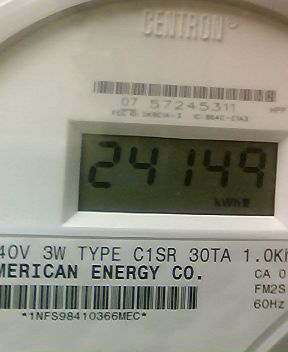 CENTRON
07 57245311
24149
kWh
40V 3W TYPE C1SR 30TA 1.0Kh
MERICAN ENERGY CO.
CA 0
FM2S
60Hz
*1NFS98410366MEC*